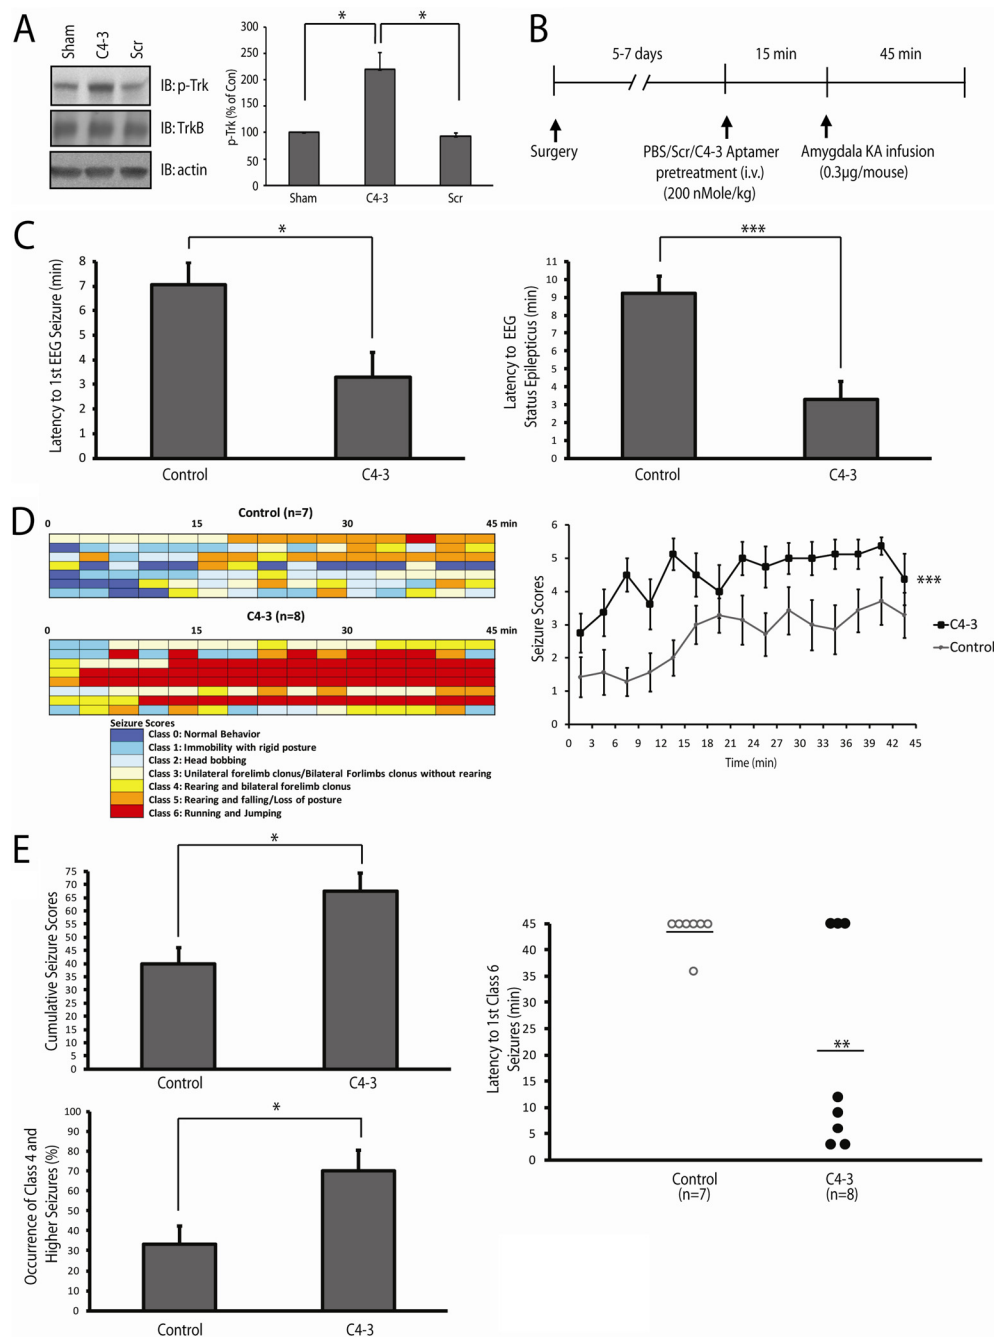 A
Sham
C4-3
Scr
IB: p-Trk
IB: TrkB
IB: actin
*
*
p-Trk (% of Con)
300
250
200
150
100
50
0
Sham
C4-3
Scr
B
5-7 days
15 min
45 min
Surgery
PBS/Scr/C4-3 Aptamer
pretreatment (i.v.)
(200 nMole/kg)
Amygdala KA infusion
(0.3µg/mouse)
C
*
Latency to 1st EEG Seizure (min)
8
7
6
5
4
3
2
1
0
Control
C4-3
***
Latency to EEG
Status Epilepticus (min)
11
10
9
8
7
6
5
4
3
2
1
0
Control
C4-3
D
Control (n=7)
0 15 30 45 min
C4-3 (n=8)
0 15 30 45 min
Seizure Scores
Class 0: Normal Behavior
Class 1: Immobility with rigid posture
Class 2: Head bobbing
Class 3: Unilateral forelimb clonus/Bilateral Forlimbs clonus without rearing
Class 4: Rearing and bilateral forelimb clonus
Class 5: Rearing and falling/Loss of posture
Class 6: Running and Jumping
Seizure Scores
6
5
4
3
2
1
0
***
C4-3
Control
0 3 6 9 12 15 18 21 24 27 30 33 36 39 42 45
Time (min)
E
*
Cumulative Seizure Scores
75
70
65
60
55
50
45
40
35
30
25
20
15
10
5
0
Control
C4-3
*
Occurrence of Class 4 and
Higher Seizures (%)
100
90
80
70
60
50
40
30
20
10
0
Control
C4-3
Latency to 1st Class 6
Seizures (min)
45
40
35
30
25
20
15
10
5
0
**
Control
(n=7)
C4-3
(n=8)